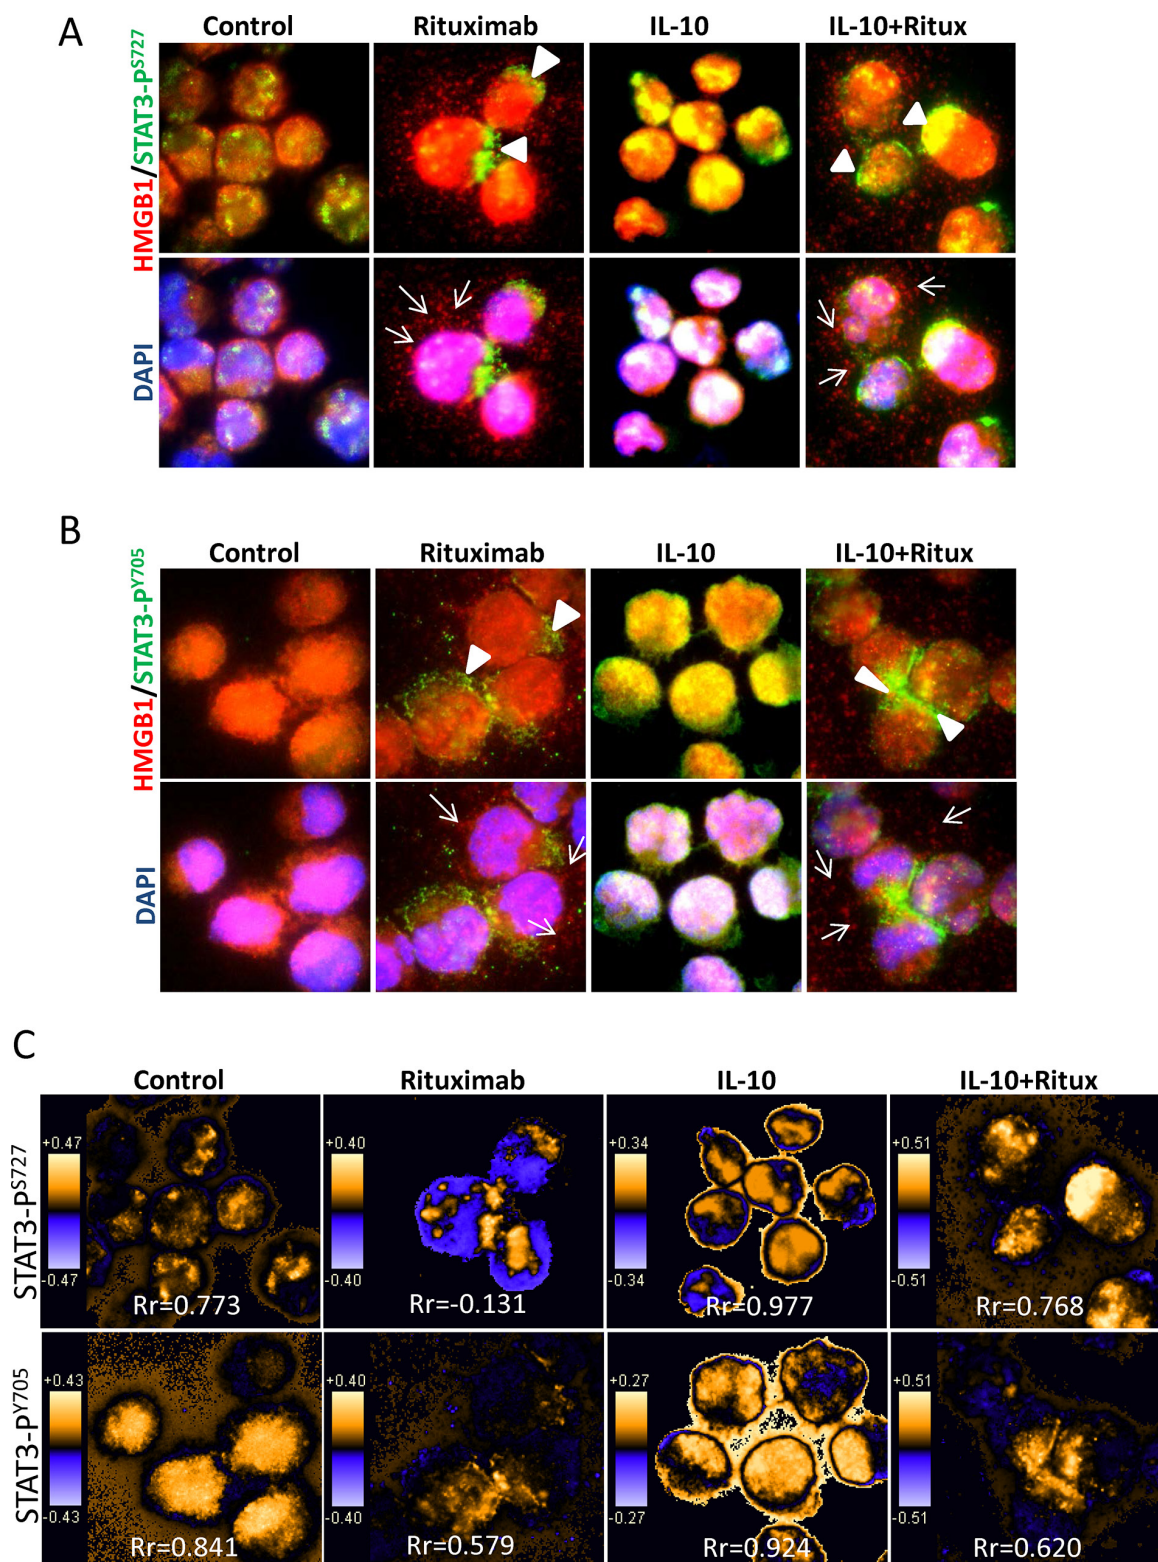 A
Control Rituximab IL-10 IL-10+Ritux
HMGB1/STAT3-P^S727
DAPI
B
Control Rituximab IL-10 IL-10+Ritux
HMGB1/STAT3-P^Y705
DAPI
C
Control Rituximab IL-10 IL-10+Ritux
STAT3-P^S727
+0.47 +0.40 +0.34 +0.51
-0.47 -0.40 -0.34 -0.51
Rr=0.773 Rr=-0.131 Rr=0.977 Rr=0.768
STAT3-P^Y705
+0.43 +0.40 +0.27 +0.51
-0.43 -0.40 -0.27 -0.51
Rr=0.841 Rr=0.579 Rr=0.924 Rr=0.620